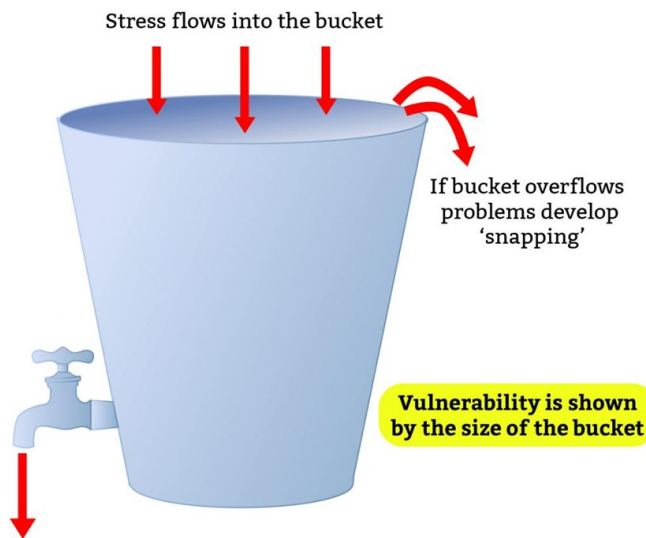 Stress flows into the bucket
If bucket overflows
problems develop
‘snapping’
Vulnerability is shown
by the size of the bucket